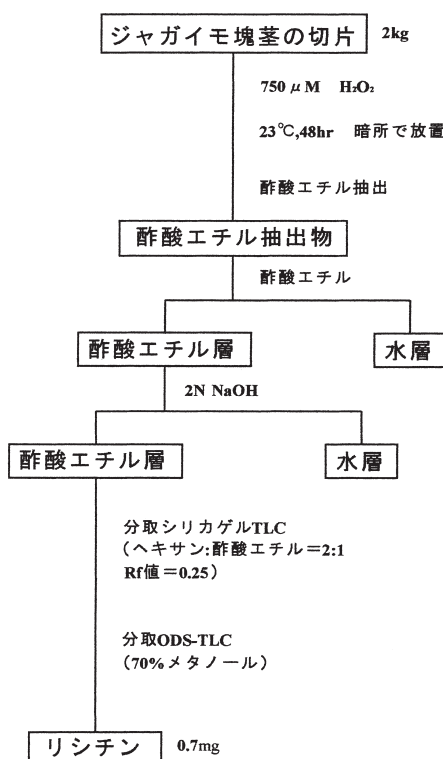 ジャガイモ塊茎の切片 2kg
750 μM H₂O₂
23℃,48hr 暗所で放置
酢酸エチル抽出
酢酸エチル抽出物
酢酸エチル
酢酸エチル層 水層
2N NaOH
酢酸エチル層 水層
分取シリカゲルTLC
(ヘキサン:酢酸エチル=2:1
Rf値=0.25)
分取ODS-TLC
(70%メタノール)
リシチン 0.7mg